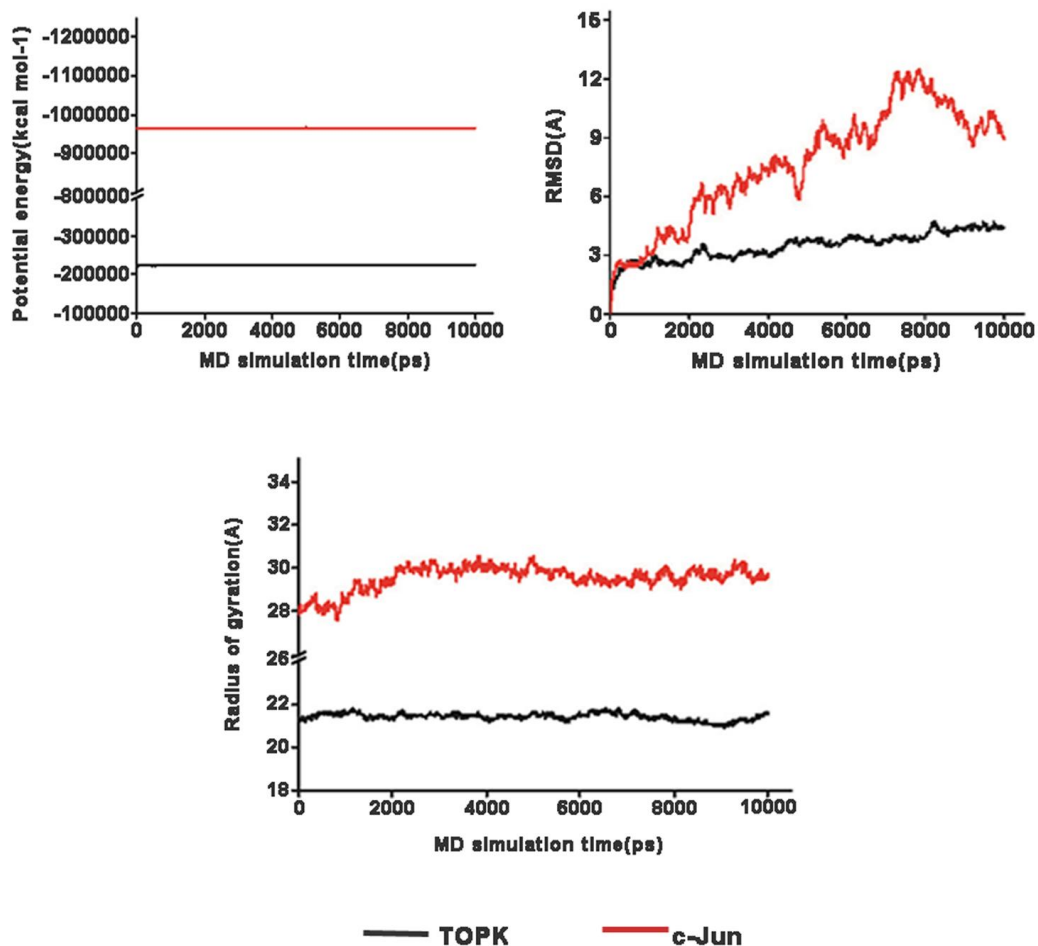 Potential energy(kcal mol-1)
-1200000
-1100000
-1000000
-900000
-800000
-300000
-200000
-100000
0 2000 4000 6000 8000 10000
MD simulation time(ps)
RMSD(A)
15
12
9
6
3
0
0 2000 4000 6000 8000 10000
MD simulation time(ps)
Radius of gyration(A)
34
32
30
28
26
22
20
18
0 2000 4000 6000 8000 10000
MD simulation time(ps)
TOPK c-Jun